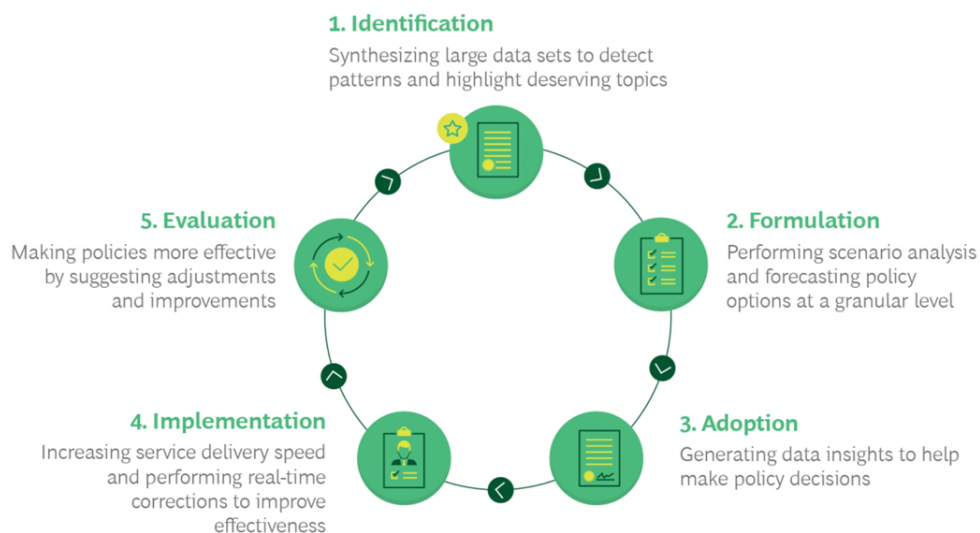 1. Identification
Synthesizing large data sets to detect
patterns and highlight deserving topics
2. Formulation
Performing scenario analysis
and forecasting policy
options at a granular level
3. Adoption
Generating data insights to help
make policy decisions
4. Implementation
Increasing service delivery speed
and performing real-time
corrections to improve
effectiveness
5. Evaluation
Making policies more effective
by suggesting adjustments
and improvements